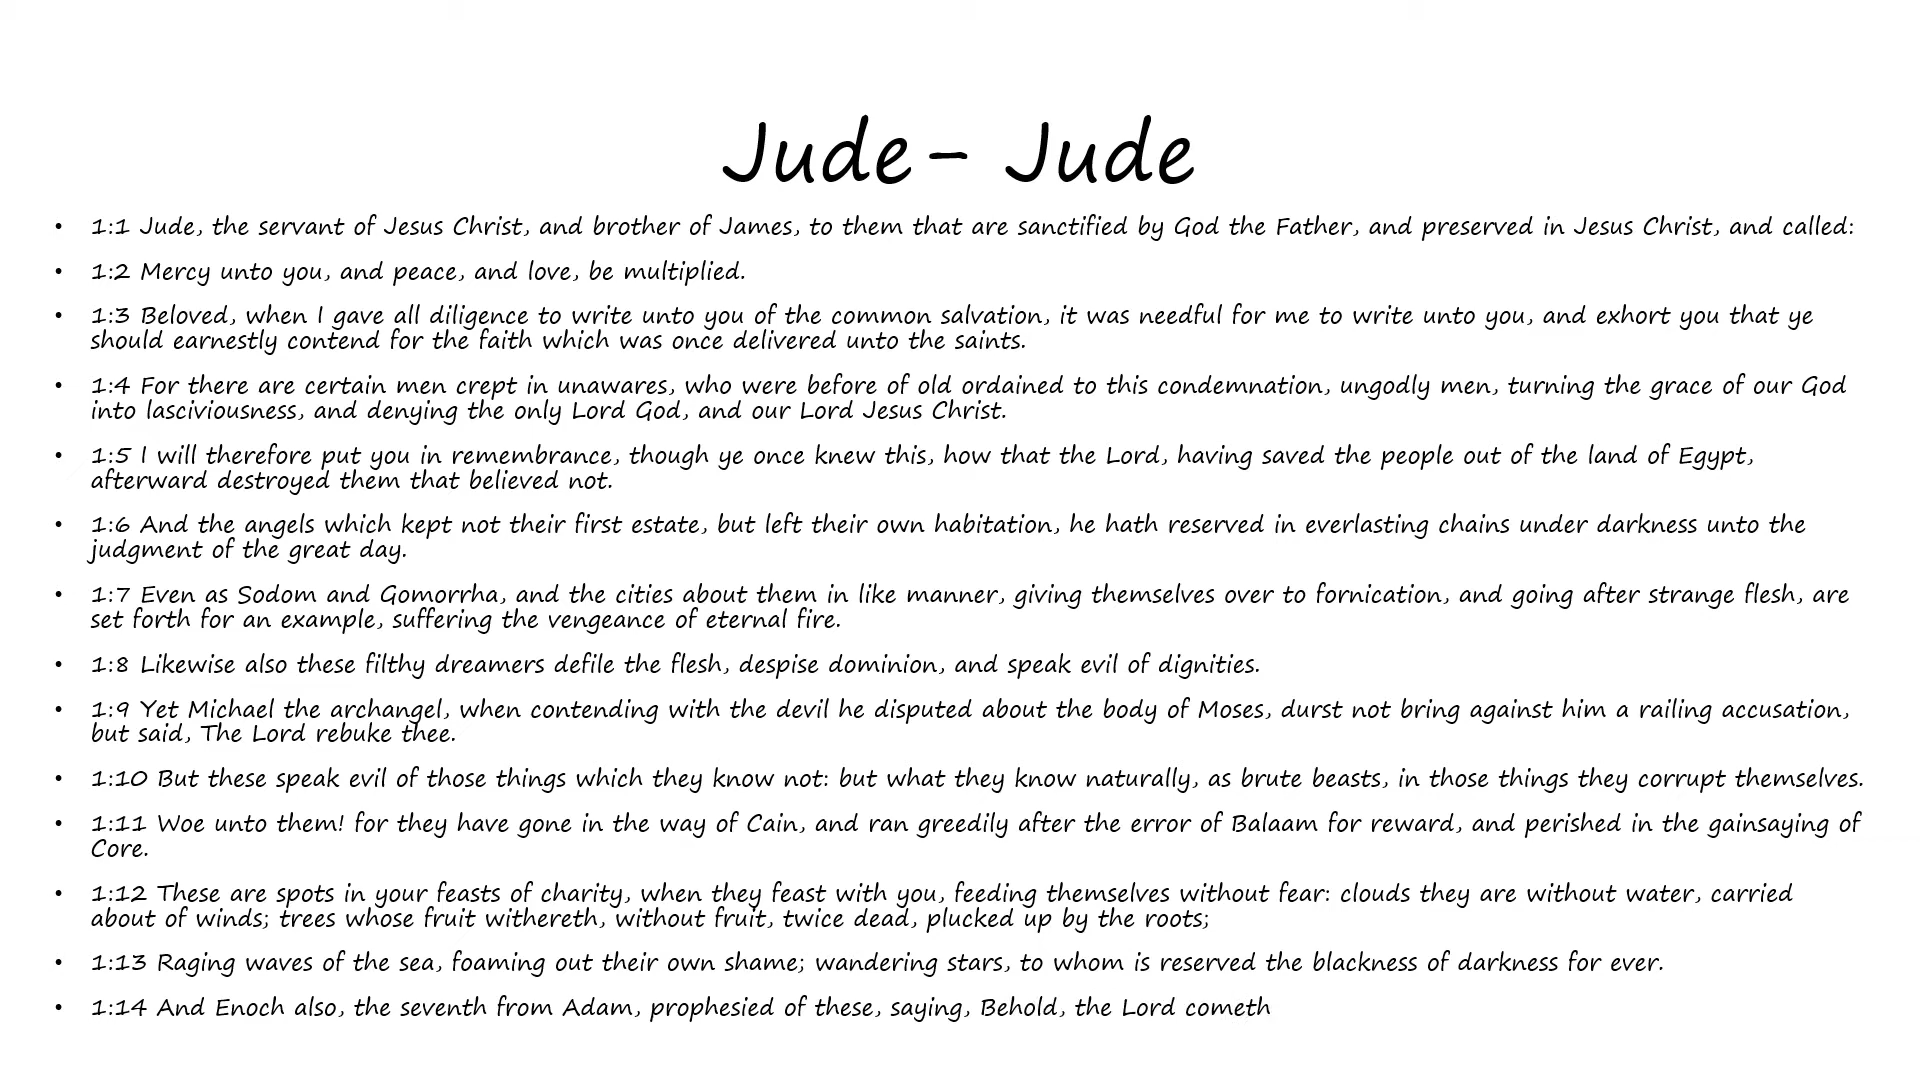 Jude – Jude
• 1:1 Jude, the servant of Jesus Christ, and brother of James, to them that are sanctified by God the Father, and preserved in Jesus Christ, and called:
• 1:2 Mercy unto you, and peace, and love, be multiplied.
• 1:3 Beloved, when I gave all diligence to write unto you of the common salvation, it was needful for me to write unto you, and exhort you that ye
should earnestly contend for the faith which was once delivered unto the saints.
• 1:4 For there are certain men crept in unawares, who were before of old ordained to this condemnation, ungodly men, turning the grace of our God
into lasciviousness, and denying the only Lord God, and our Lord Jesus Christ.
• 1:5 I will therefore put you in remembrance, though ye once knew this, how that the Lord, having saved the people out of the land of Egypt,
afterward destroyed them that believed not.
• 1:6 And the angels which kept not their first estate, but left their own habitation, he hath reserved in everlasting chains under darkness unto the
judgment of the great day.
• 1:7 Even as Sodom and Gomorrha, and the cities about them in like manner, giving themselves over to fornication, and going after strange flesh, are
set forth for an example, suffering the vengeance of eternal fire.
• 1:8 Likewise also these filthy dreamers defile the flesh, despise dominion, and speak evil of dignities.
• 1:9 Yet Michael the archangel, when contending with the devil he disputed about the body of Moses, durst not bring against him a railing accusation,
but said, The Lord rebuke thee.
• 1:10 But these speak evil of those things which they know not: but what they know naturally, as brute beasts, in those things they corrupt themselves.
• 1:11 Woe unto them! for they have gone in the way of Cain, and ran greedily after the error of Balaam for reward, and perished in the gainsaying of
Core.
• 1:12 These are spots in your feasts of charity, when they feast with you, feeding themselves without fear: clouds they are without water, carried
about of winds; trees whose fruit withereth, without fruit, twice dead, plucked up by the roots;
• 1:13 Raging waves of the sea, foaming out their own shame; wandering stars, to whom is reserved the blackness of darkness for ever.
• 1:14 And Enoch also, the seventh from Adam, prophesied of these, saying, Behold, the Lord cometh